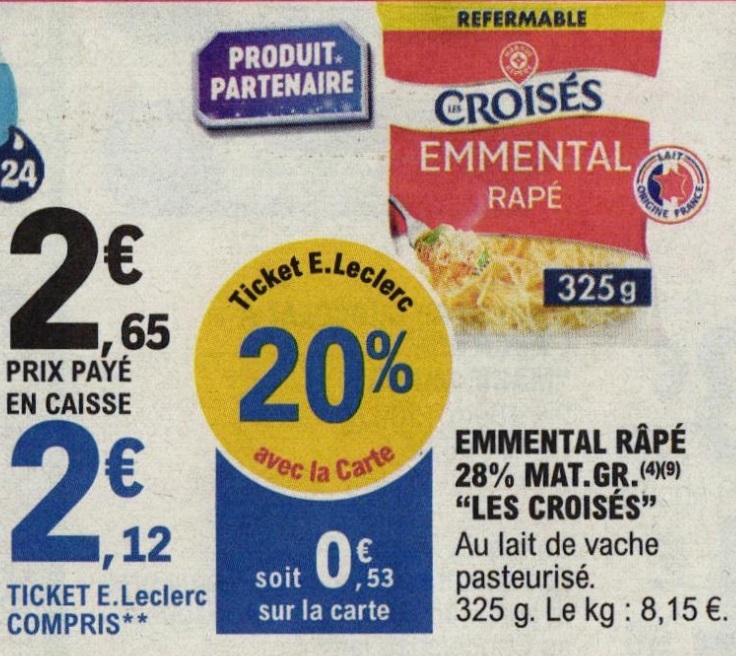 REFERMABLE
PRODUIT*
PARTENAIRE
LES CROISÉS
EMMENTAL
RAPÉ
LAIT
ORIGINE FRANCE
24
325 g
2€,65
PRIX PAYÉ
EN CAISSE
Ticket E.Leclerc
20%
avec la Carte
2€,12
TICKET E.Leclerc
COMPRIS**
soit 0€,53
sur la carte
EMMENTAL RÂPÉ
28% MAT.GR.(4)(9)
“LES CROISÉS”
Au lait de vache
pasteurisé.
325 g. Le kg : 8,15 €.